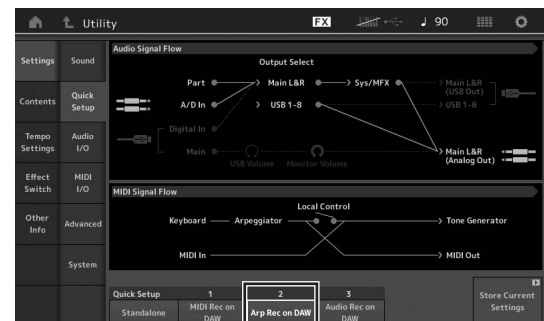 Utility
FX
90
Settings
Sound
Contents
Quick Setup
Tempo Settings
Audio I/O
Effect Switch
MIDI I/O
Other Info
Advanced
System
Audio Signal Flow
Output Select
Part
Main L&R
Sys/MFX
Main L&R (USB Out)
A/D In
USB 1-8
USB 1-8
Digital In
Main
USB Volume
Monitor Volume
Main L&R (Analog Out)
MIDI Signal Flow
Local Control
Keyboard
Arpeggiator
Tone Generator
MIDI In
MIDI Out
Quick Setup
1
2
3
Standalone
MIDI Rec on DAW
Arp Rec on DAW
Audio Rec on DAW
Store Current Settings